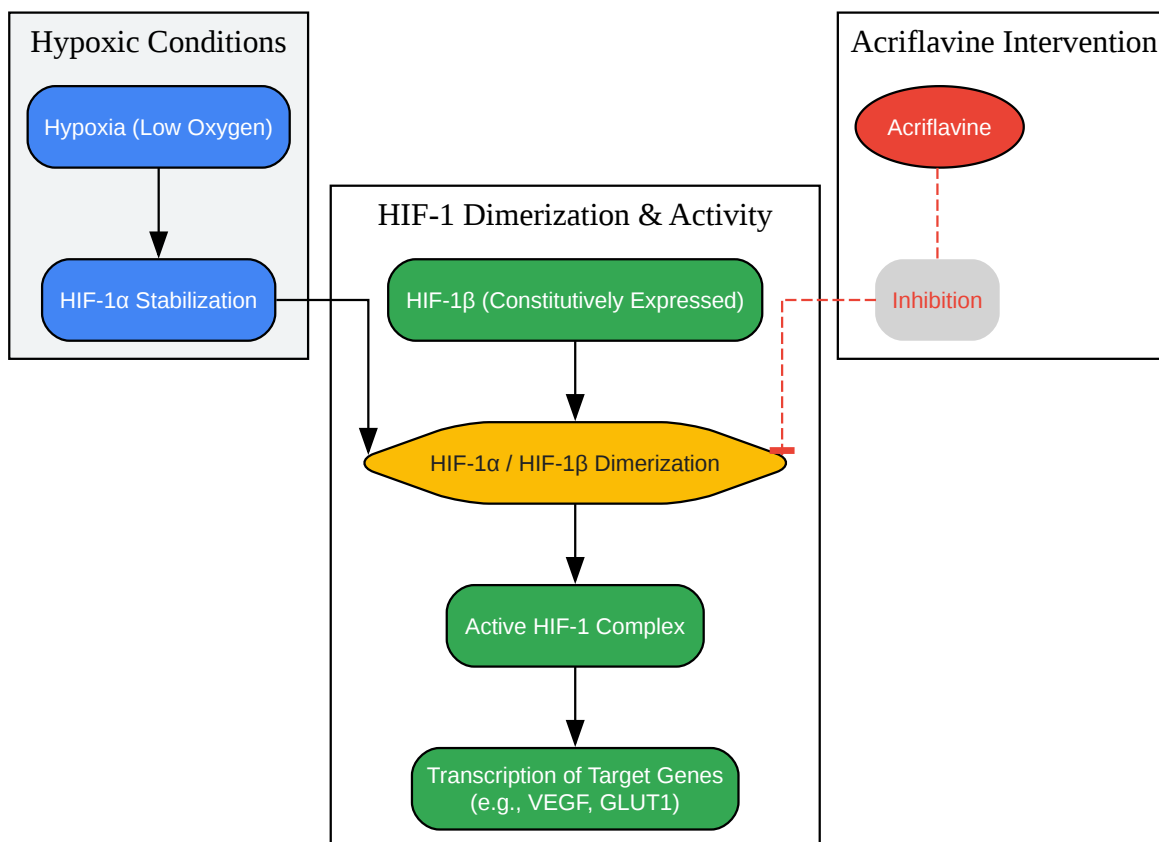 Hypoxic Conditions
Hypoxia (Low Oxygen)
HIF-1α Stabilization
HIF-1 Dimerization & Activity
HIF-1β (Constitutively Expressed)
HIF-1α / HIF-1β Dimerization
Active HIF-1 Complex
Transcription of Target Genes
(e.g., VEGF, GLUT1)
Acriflavine Intervention
Acriflavine
Inhibition